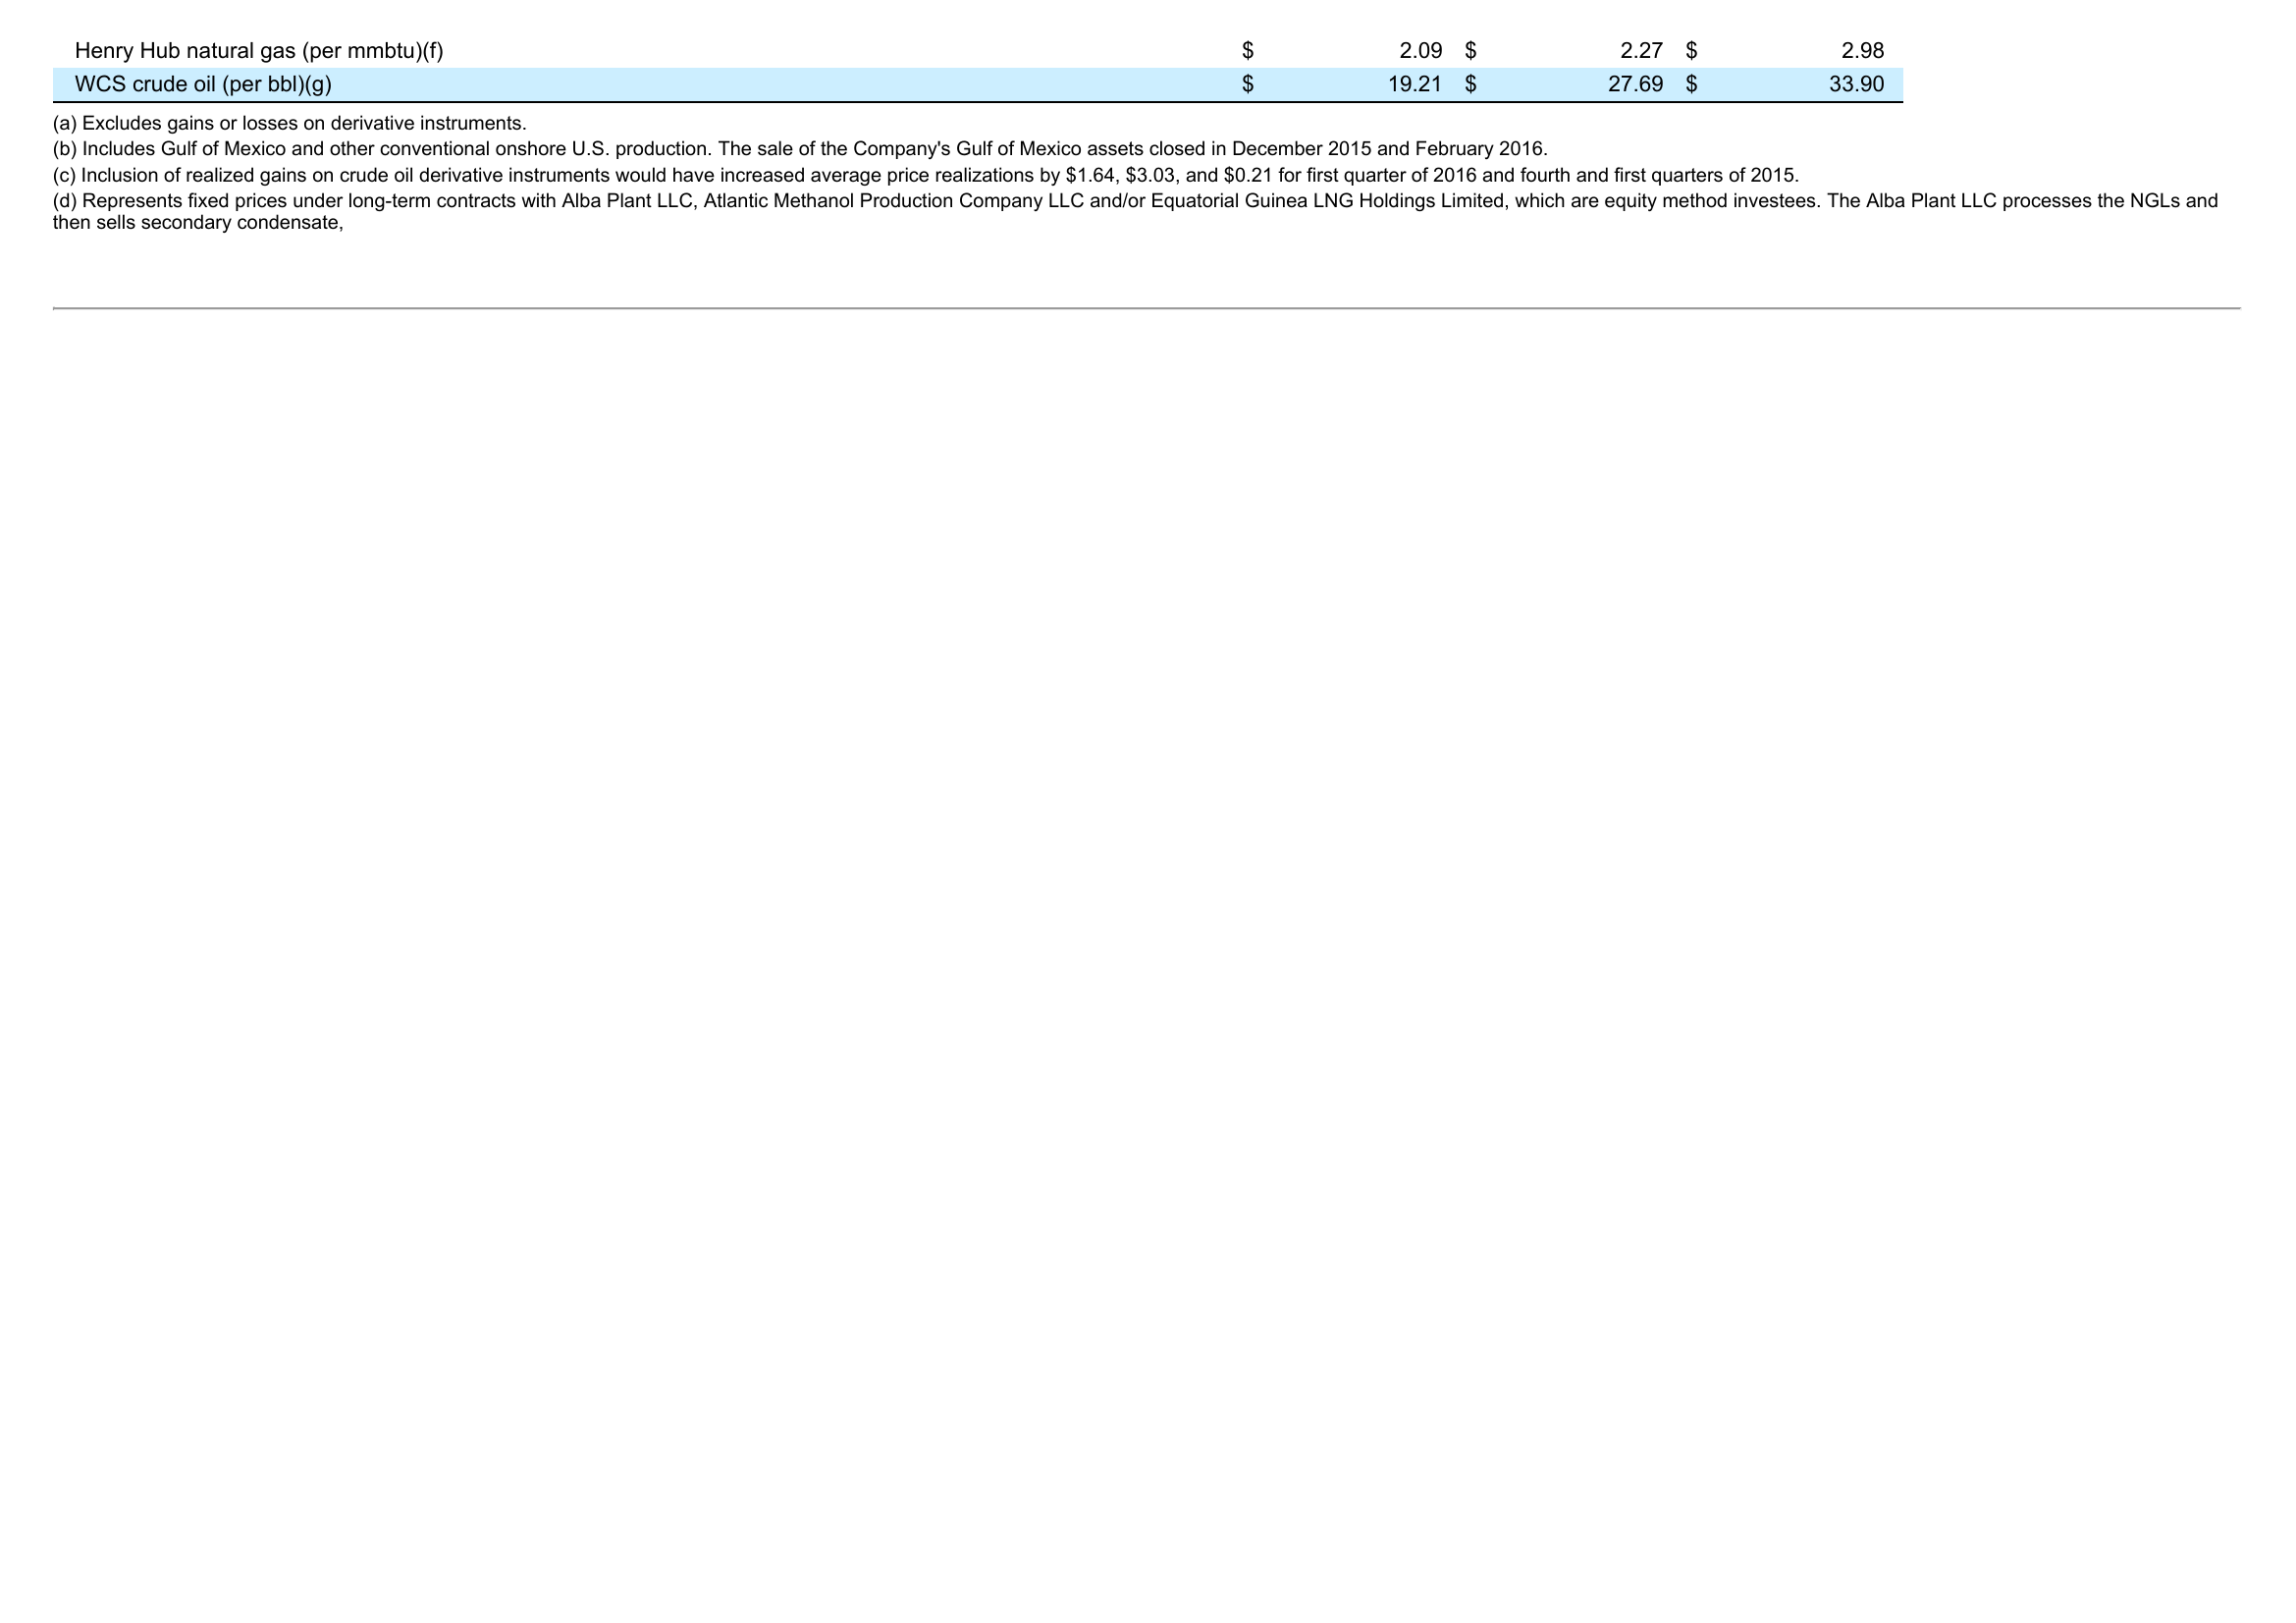 Henry Hub natural gas (per mmbtu)(f) $ 2.09 $ 2.27 $ 2.98
WCS crude oil (per bbl)(g) $ 19.21 $ 27.69 $ 33.90
(a) Excludes gains or losses on derivative instruments.
(b) Includes Gulf of Mexico and other conventional onshore U.S. production. The sale of the Company's Gulf of Mexico assets closed in December 2015 and February 2016.
(c) Inclusion of realized gains on crude oil derivative instruments would have increased average price realizations by $1.64, $3.03, and $0.21 for first quarter of 2016 and fourth and first quarters of 2015.
(d) Represents fixed prices under long-term contracts with Alba Plant LLC, Atlantic Methanol Production Company LLC and/or Equatorial Guinea LNG Holdings Limited, which are equity method investees. The Alba Plant LLC processes the NGLs and
then sells secondary condensate,